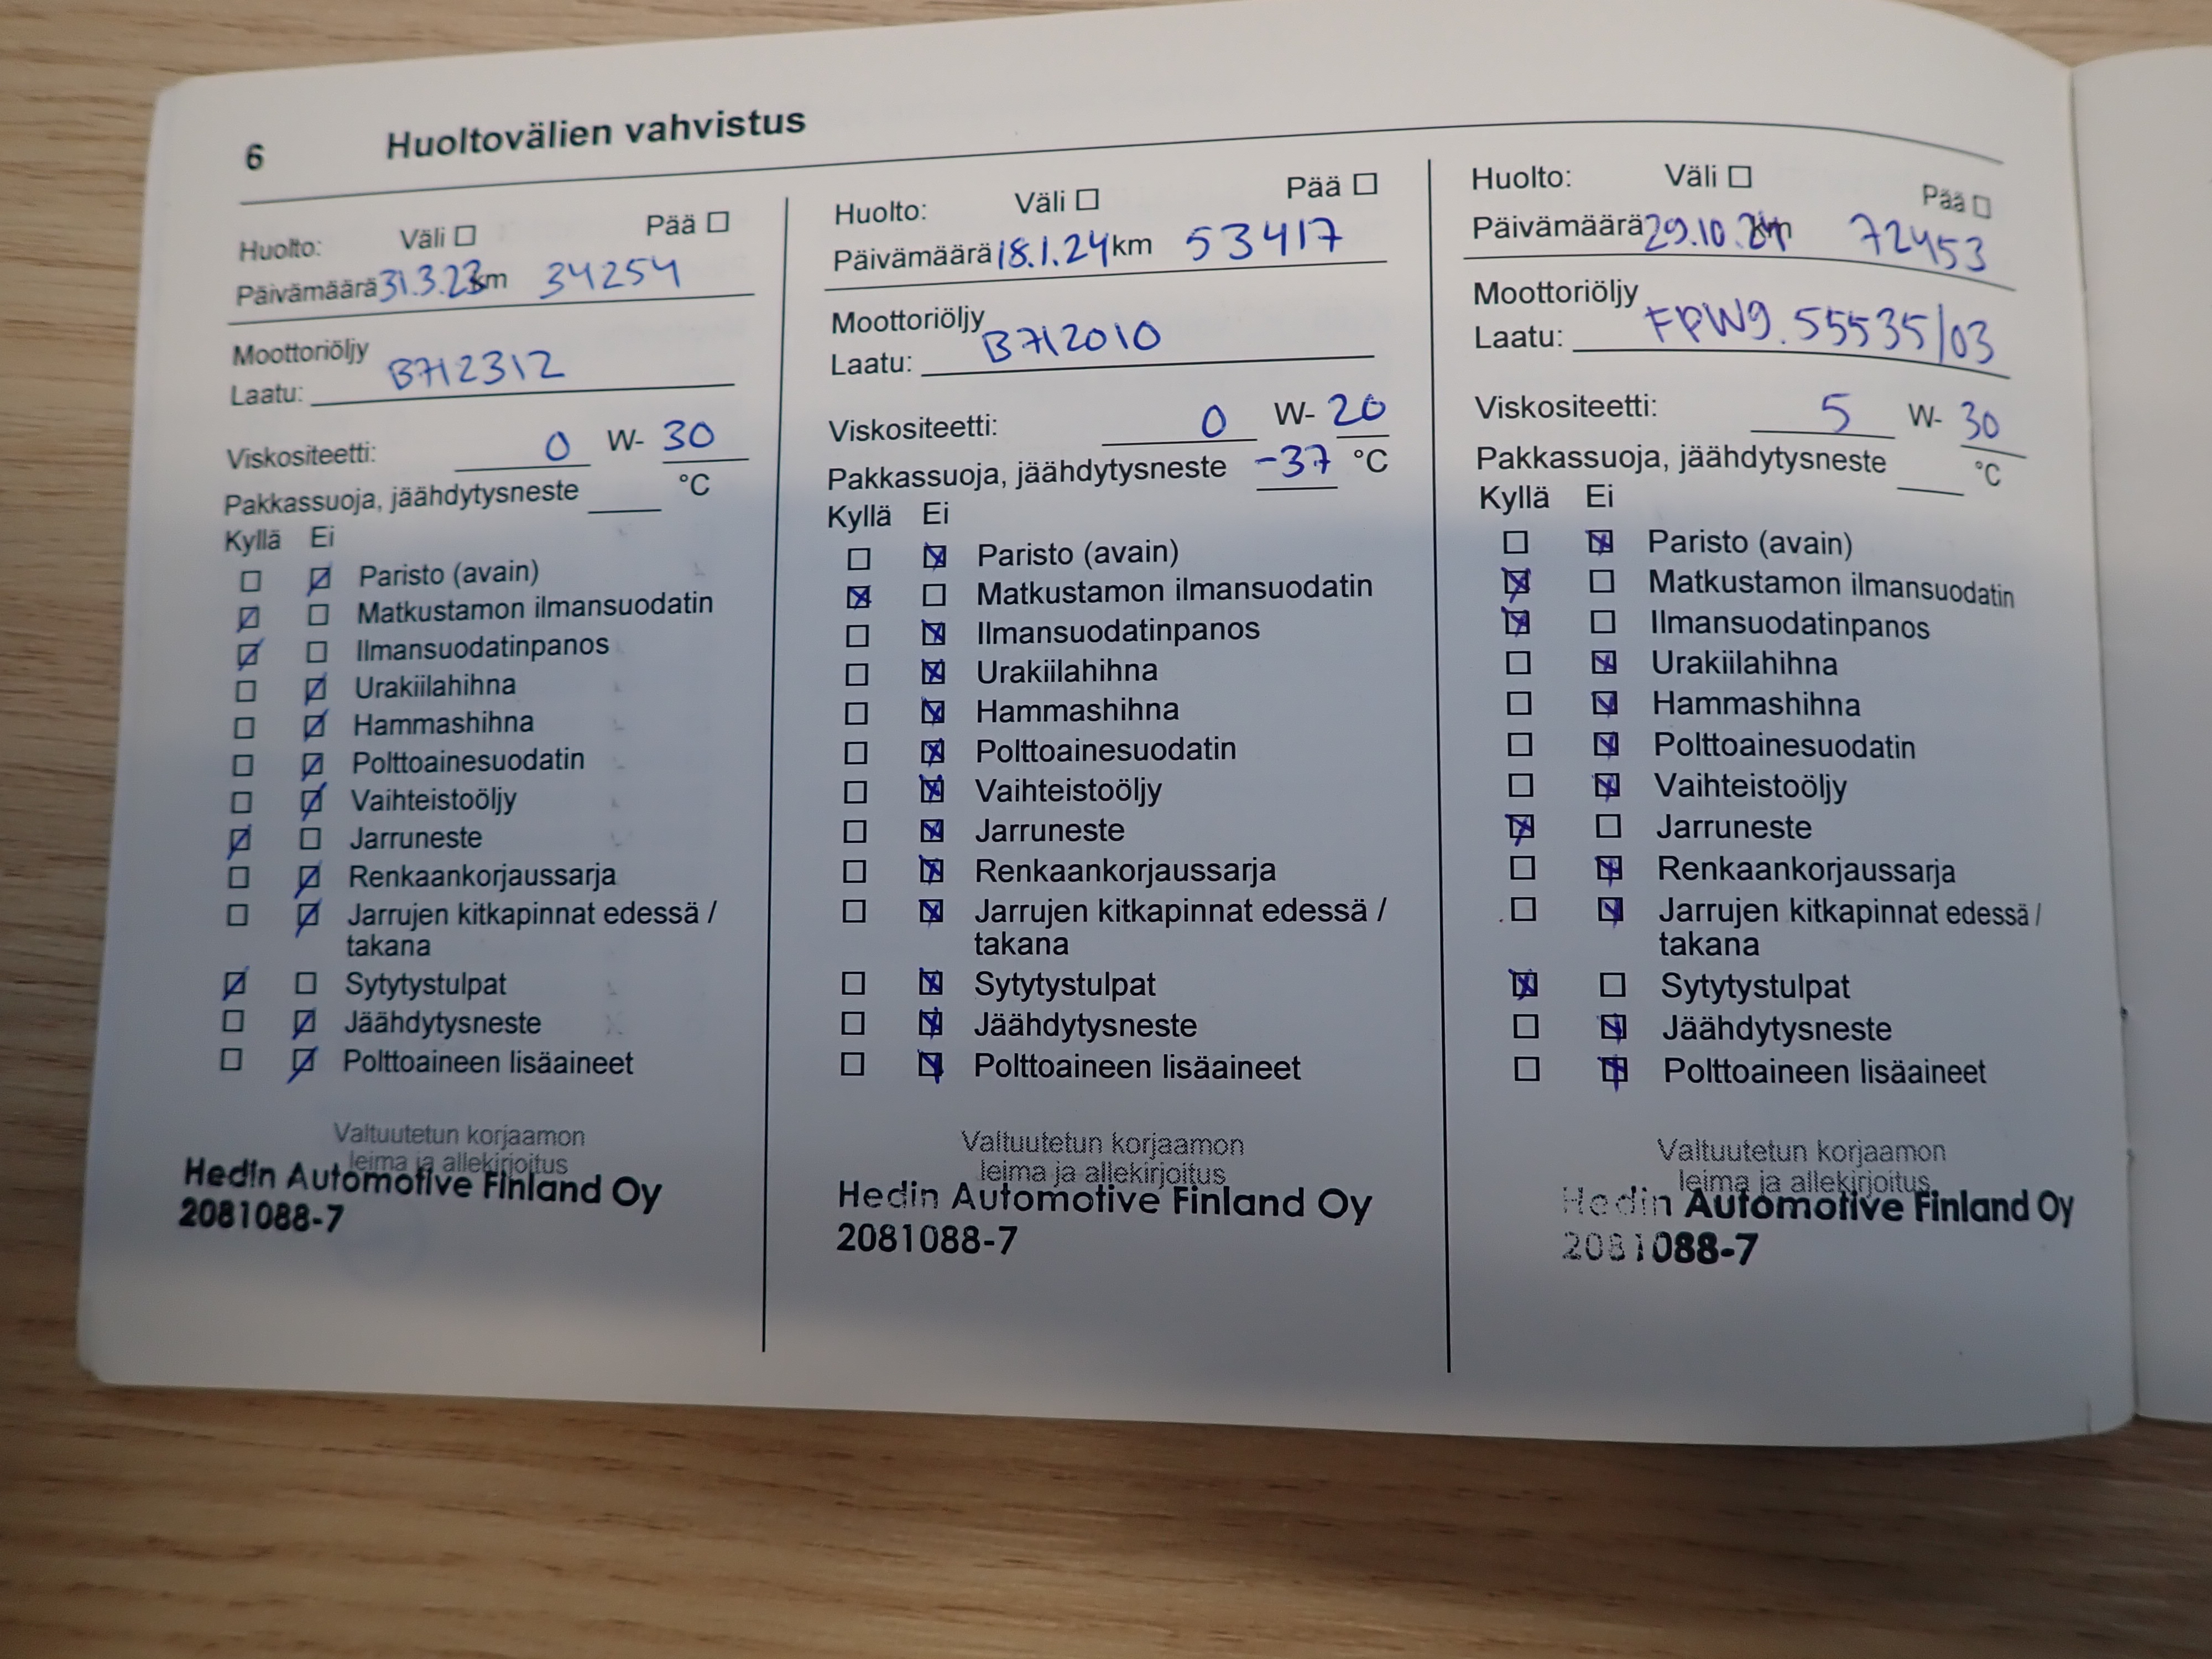 6 Huoltovälien vahvistus
Huolto: Väli ☐ Pää ☐
Päivämäärä 31.3.23 km 34254
Moottoriöljy
Laatu: B712312
Viskositeetti: 0 W- 30
Pakkassuoja, jäähdytysneste ____ °C
Kyllä Ei
☐ ☒ Paristo (avain)
☒ ☐ Matkustamon ilmansuodatin
☒ ☐ Ilmansuodatinpanos
☐ ☒ Urakiilahihna
☐ ☒ Hammashihna
☐ ☒ Polttoainesuodatin
☐ ☒ Vaihteistoöljy
☒ ☐ Jarruneste
☐ ☒ Renkaankorjaussarja
☐ ☒ Jarrujen kitkapinnat edessä /
takana
☒ ☐ Sytytystulpat
☐ ☒ Jäähdytysneste
☐ ☒ Polttoaineen lisäaineet
Valtuutetun korjaamon
leima ja allekirjoitus
Hedin Automotive Finland Oy
2081088-7
Huolto: Väli ☐ Pää ☐
Päivämäärä 18.1.24 km 53417
Moottoriöljy
Laatu: B712010
Viskositeetti: 0 W- 20
Pakkassuoja, jäähdytysneste -37 °C
Kyllä Ei
☐ ☒ Paristo (avain)
☒ ☐ Matkustamon ilmansuodatin
☐ ☒ Ilmansuodatinpanos
☐ ☒ Urakiilahihna
☐ ☒ Hammashihna
☐ ☒ Polttoainesuodatin
☐ ☒ Vaihteistoöljy
☐ ☒ Jarruneste
☐ ☒ Renkaankorjaussarja
☐ ☒ Jarrujen kitkapinnat edessä /
takana
☐ ☒ Sytytystulpat
☐ ☒ Jäähdytysneste
☐ ☒ Polttoaineen lisäaineet
Valtuutetun korjaamon
leima ja allekirjoitus
Hedin Automotive Finland Oy
2081088-7
Huolto: Väli ☐ Pää ☐
Päivämäärä 29.10.24 km 72453
Moottoriöljy
Laatu: FPW9.55535/03
Viskositeetti: 5 W- 30
Pakkassuoja, jäähdytysneste ____ °C
Kyllä Ei
☐ ☒ Paristo (avain)
☒ ☐ Matkustamon ilmansuodatin
☒ ☐ Ilmansuodatinpanos
☐ ☒ Urakiilahihna
☐ ☒ Hammashihna
☐ ☒ Polttoainesuodatin
☐ ☒ Vaihteistoöljy
☒ ☐ Jarruneste
☐ ☒ Renkaankorjaussarja
☐ ☒ Jarrujen kitkapinnat edessä /
takana
☒ ☐ Sytytystulpat
☐ ☒ Jäähdytysneste
☐ ☒ Polttoaineen lisäaineet
Valtuutetun korjaamon
leima ja allekirjoitus
Hedin Automotive Finland Oy
2081088-7